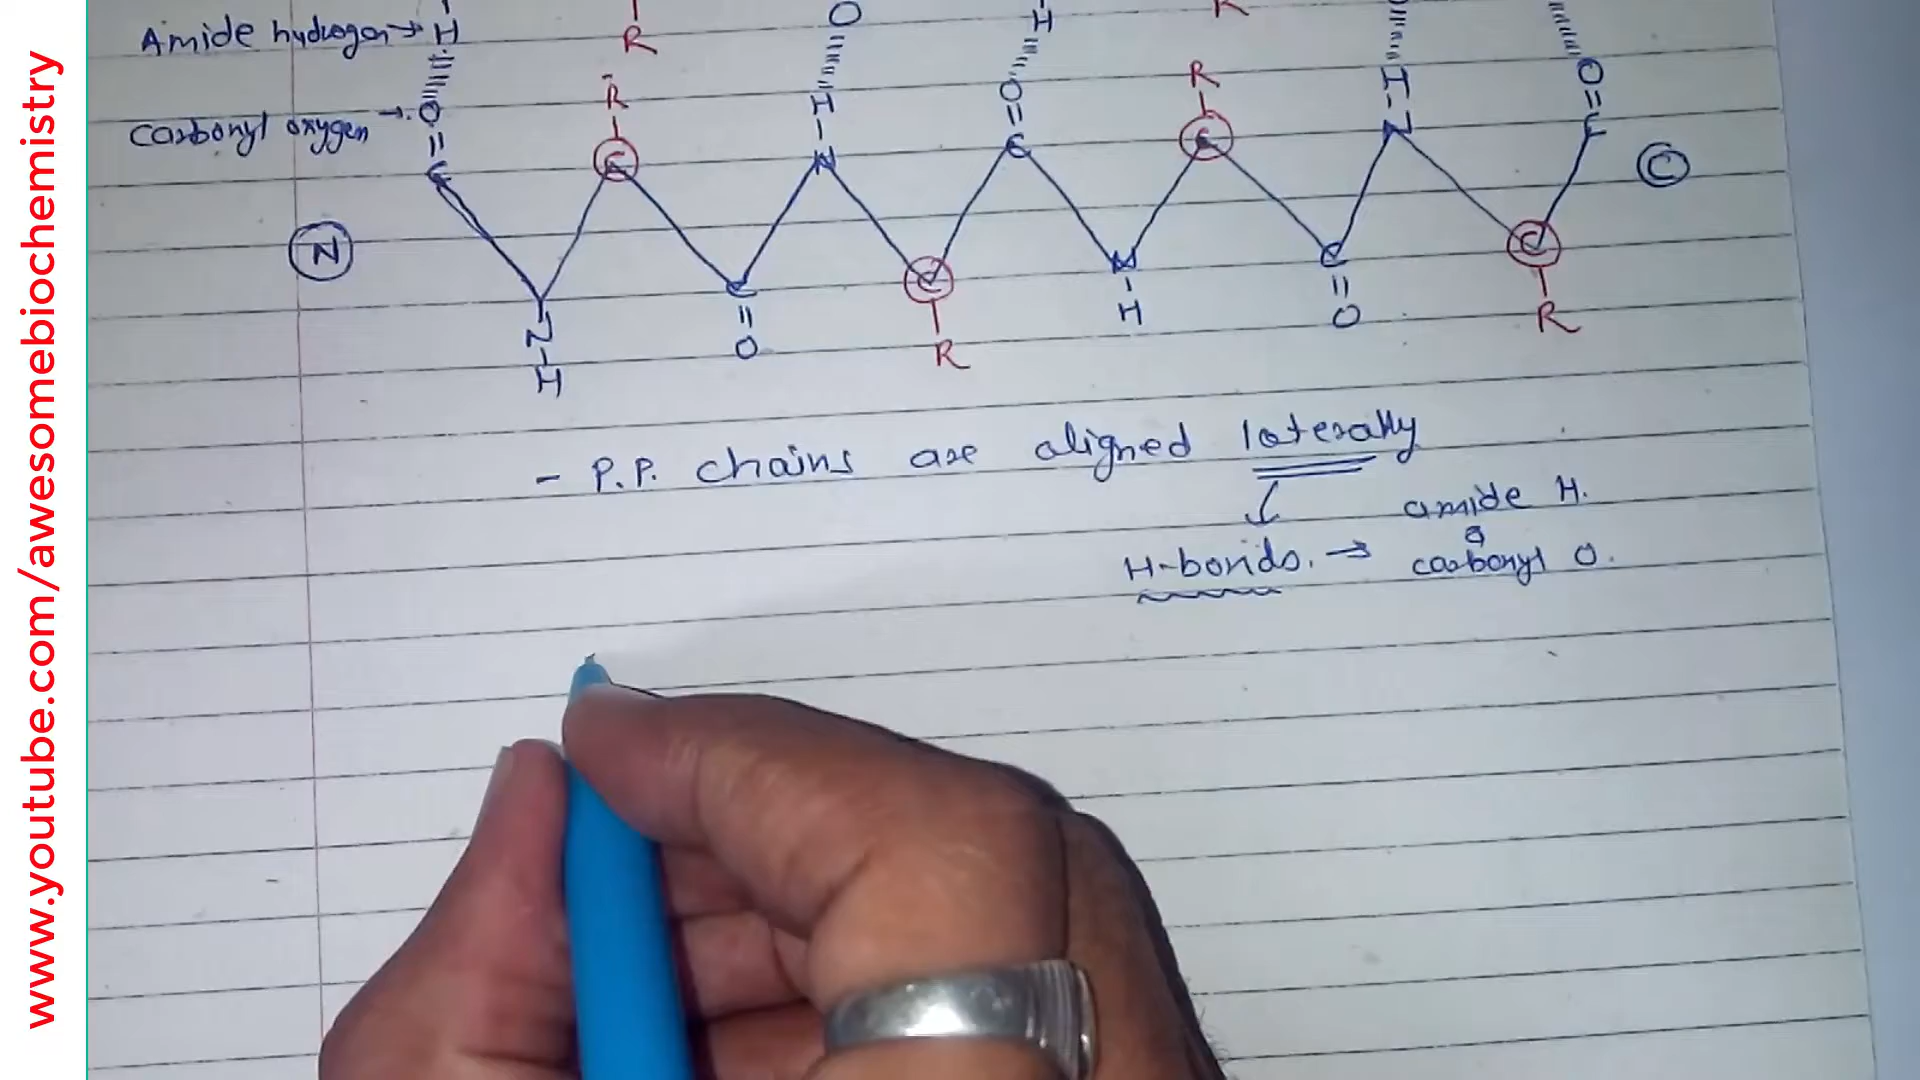 www.youtube.com/awesomebiochemistry
Amide hydrogen → H
R
O
H
R
Carbonyl oxygen → O
R
H
O
R
H
O
C
C
N
C
C
N
C
N
C
N
C
C
N
C
C
N
H
O
R
H
O
R
- P.P. chains are aligned laterally
amide H.
H-bonds. → carbonyl O.